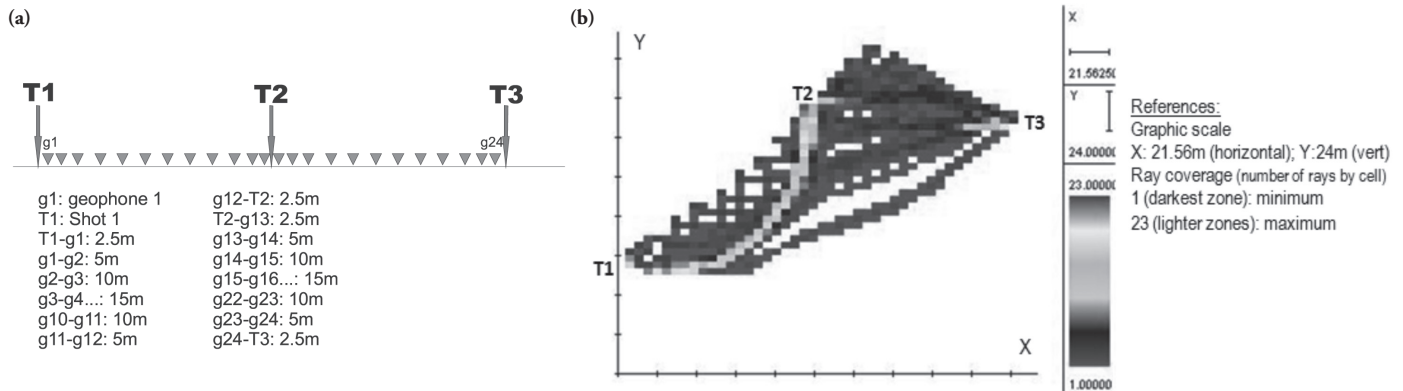 (a)
T1
T2
T3
g1
g24
g1: geophone 1
T1: Shot 1
T1-g1: 2.5m
g1-g2: 5m
g2-g3: 10m
g3-g4...: 15m
g10-g11: 10m
g11-g12: 5m
g12-T2: 2.5m
T2-g13: 2.5m
g13-g14: 5m
g14-g15: 10m
g15-g16...: 15m
g22-g23: 10m
g23-g24: 5m
g24-T3: 2.5m
(b)
Y
T2
T3
T1
X
X
21.5625
Y
24.0000
23.0000
1.00000
References:
Graphic scale
X: 21.56m (horizontal); Y:24m (vert)
Ray coverage (number of rays by cell)
1 (darkest zone): minimum
23 (lighter zones): maximum